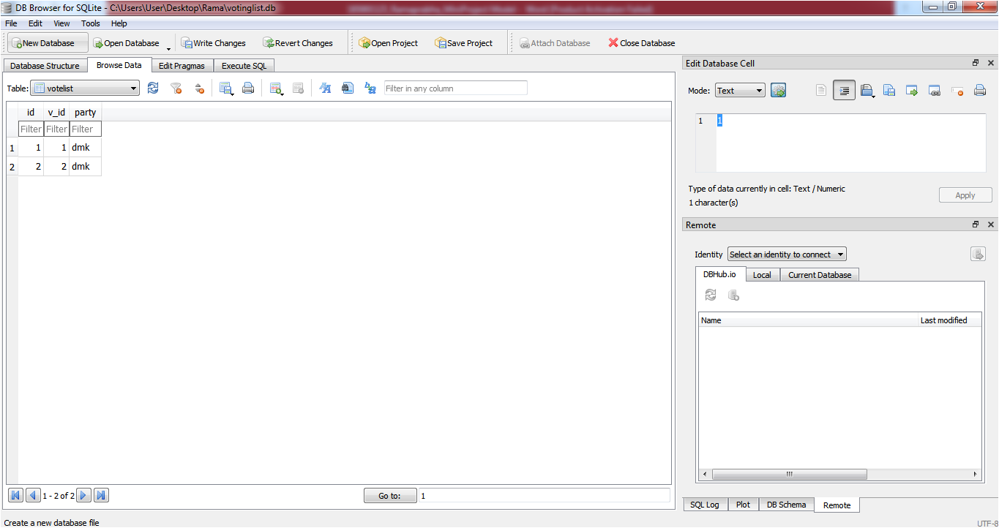 DB Browser for SQLite - C:\Users\User\Desktop\Rama\votinglist.db
File Edit View Tools Help
New Database Open Database Write Changes Revert Changes Open Project Save Project Attach Database Close Database
Database Structure Browse Data Edit Pragmas Execute SQL
Table: votelist Filter in any column
id v_id party
Filter Filter Filter
1 1 1 dmk
2 2 2 dmk
1 - 2 of 2 Go to: 1
Edit Database Cell
Mode: Text
1 1
Type of data currently in cell: Text / Numeric
1 character(s)
Apply
Remote
Identity Select an identity to connect
DBHub.io Local Current Database
Name Last modified
SQL Log Plot DB Schema Remote
Create a new database file UTF-8